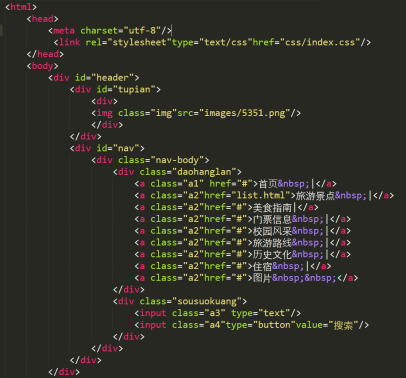 <html>
<head>
<meta charset="utf-8"/>
<link rel="stylesheet"type="text/css"href="css/index.css"/>
</head>
<body>
<div id="header">
<div id="tupian">
<div>
<img class="img"src="images/5351.png"/>
</div>
</div>
<div id="nav">
<div class="nav-body">
<div class="daohanglan">
<a class="a1" href="#">首页&nbsp;|</a>
<a class="a2"href="list.html">旅游景点&nbsp;|</a>
<a class="a2"href="#">美食指南|</a>
<a class="a2"href="#">门票信息&nbsp;|</a>
<a class="a2"href="#">校园风采&nbsp;|</a>
<a class="a2"href="#">旅游路线&nbsp;|</a>
<a class="a2"href="#">历史文化&nbsp;|</a>
<a class="a2"href="#">住宿&nbsp;|</a>
<a class="a2"href="#">图片&nbsp;&nbsp;</a>
</div>
<div class="sousuokuang">
<input class="a3" type="text"/>
<input class="a4"type="button"value="搜索"/>
</div>
</div>
</div>
</div>